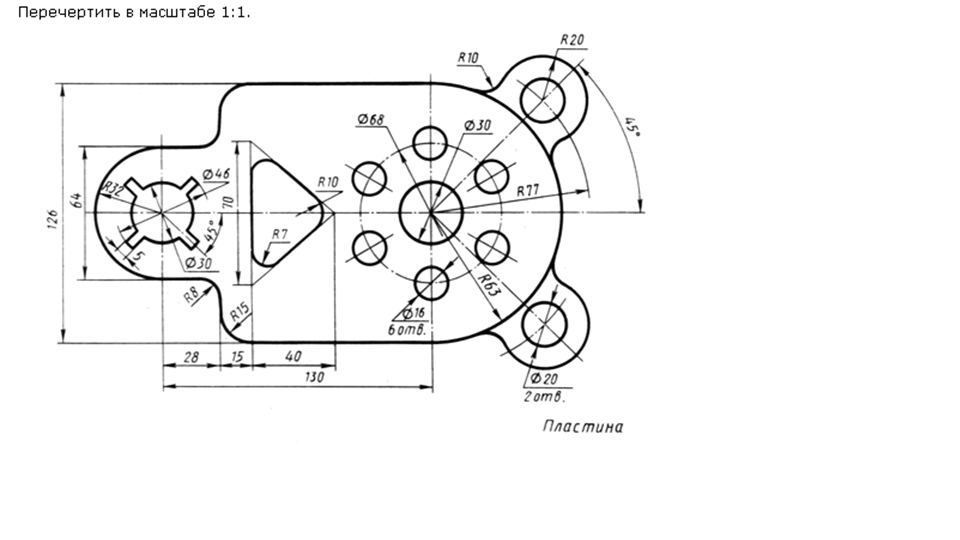 Перечертить в масштабе 1:1.
R20
R10
45°
Ø68
Ø30
R32
Ø46
R10
R77
126
64
70
45°
R7
5
Ø30
R63
R8
R15
Ø16
6 отв.
28
15
40
130
Ø20
2 отв.
Пластина